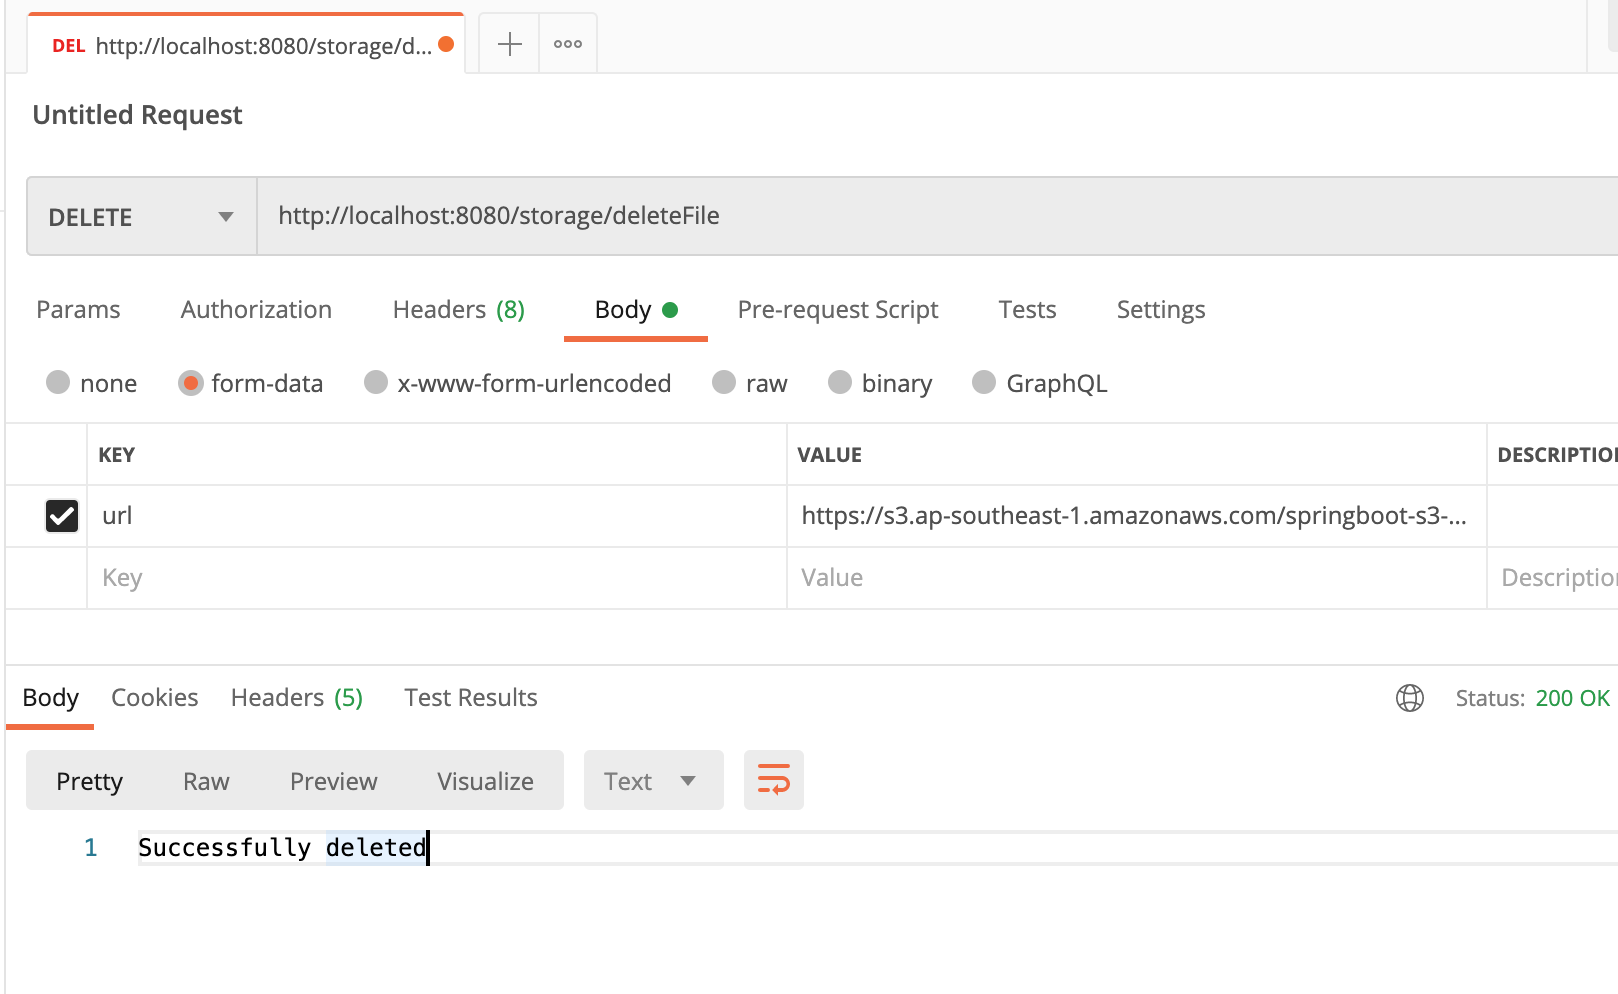 DEL http://localhost:8080/storage/d...
Untitled Request
DELETE http://localhost:8080/storage/deleteFile
Params Authorization Headers (8) Body Pre-request Script Tests Settings
none form-data x-www-form-urlencoded raw binary GraphQL
KEY VALUE DESCRIPTIO
url https://s3.ap-southeast-1.amazonaws.com/springboot-s3-...
Key Value Descriptio
Body Cookies Headers (5) Test Results Status: 200 OK
Pretty Raw Preview Visualize Text
1 Successfully deleted